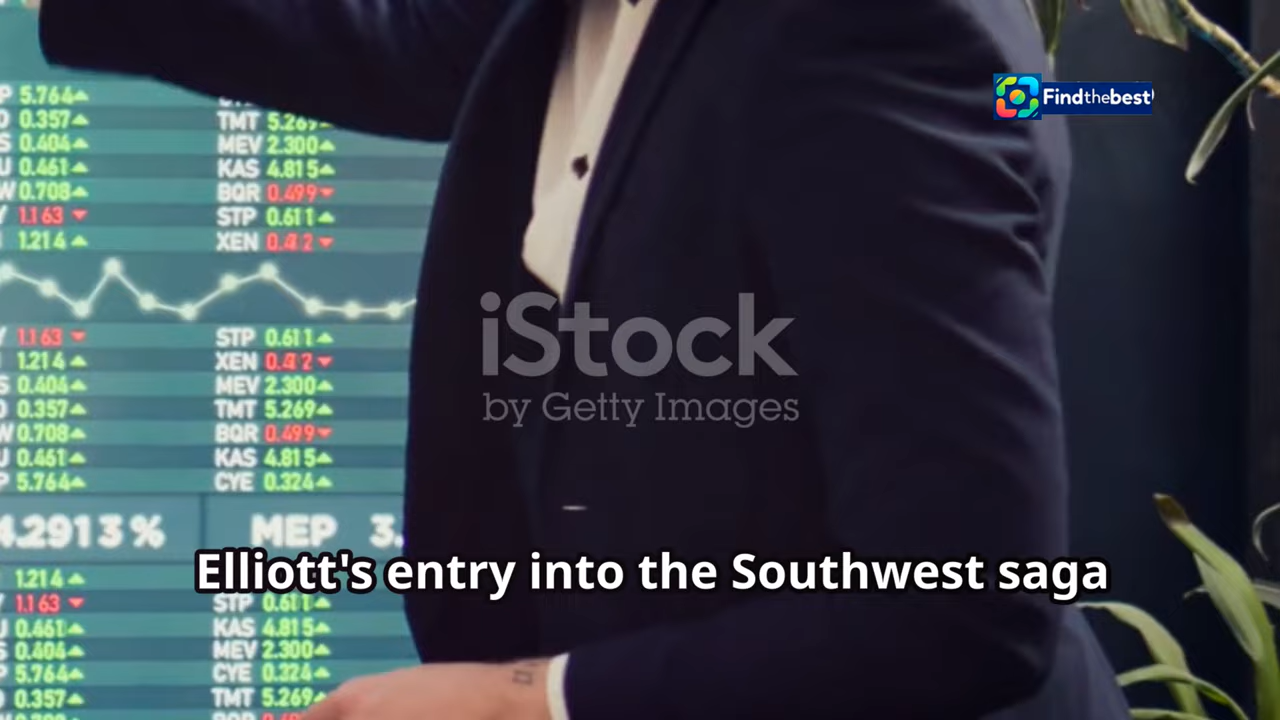 P 5.764
0.357 TMT 5.269
S 0.404 MEV 2.300
U 0.461 KAS 4.815
W 0.708 BQR 0.499
Y 1.163 STP 0.611
1.214 XEN 0.412
Findthebest
iStock
by Getty Images
Y 1.163 STP 0.611
1.214 XEN 0.412
S 0.404 MEV 2.300
0.357 TMT 5.269
W 0.708 BQR 0.499
U 0.461 KAS 4.815
P 5.764 CYE 0.324
4.2913% MEP 3.
Elliott's entry into the Southwest saga
1.214
Y 1.163 STP 0.611
U 0.461 KAS 4.815
S 0.404 MEV 2.300
P 5.764 CYE 0.324
0.357 TMT 5.269